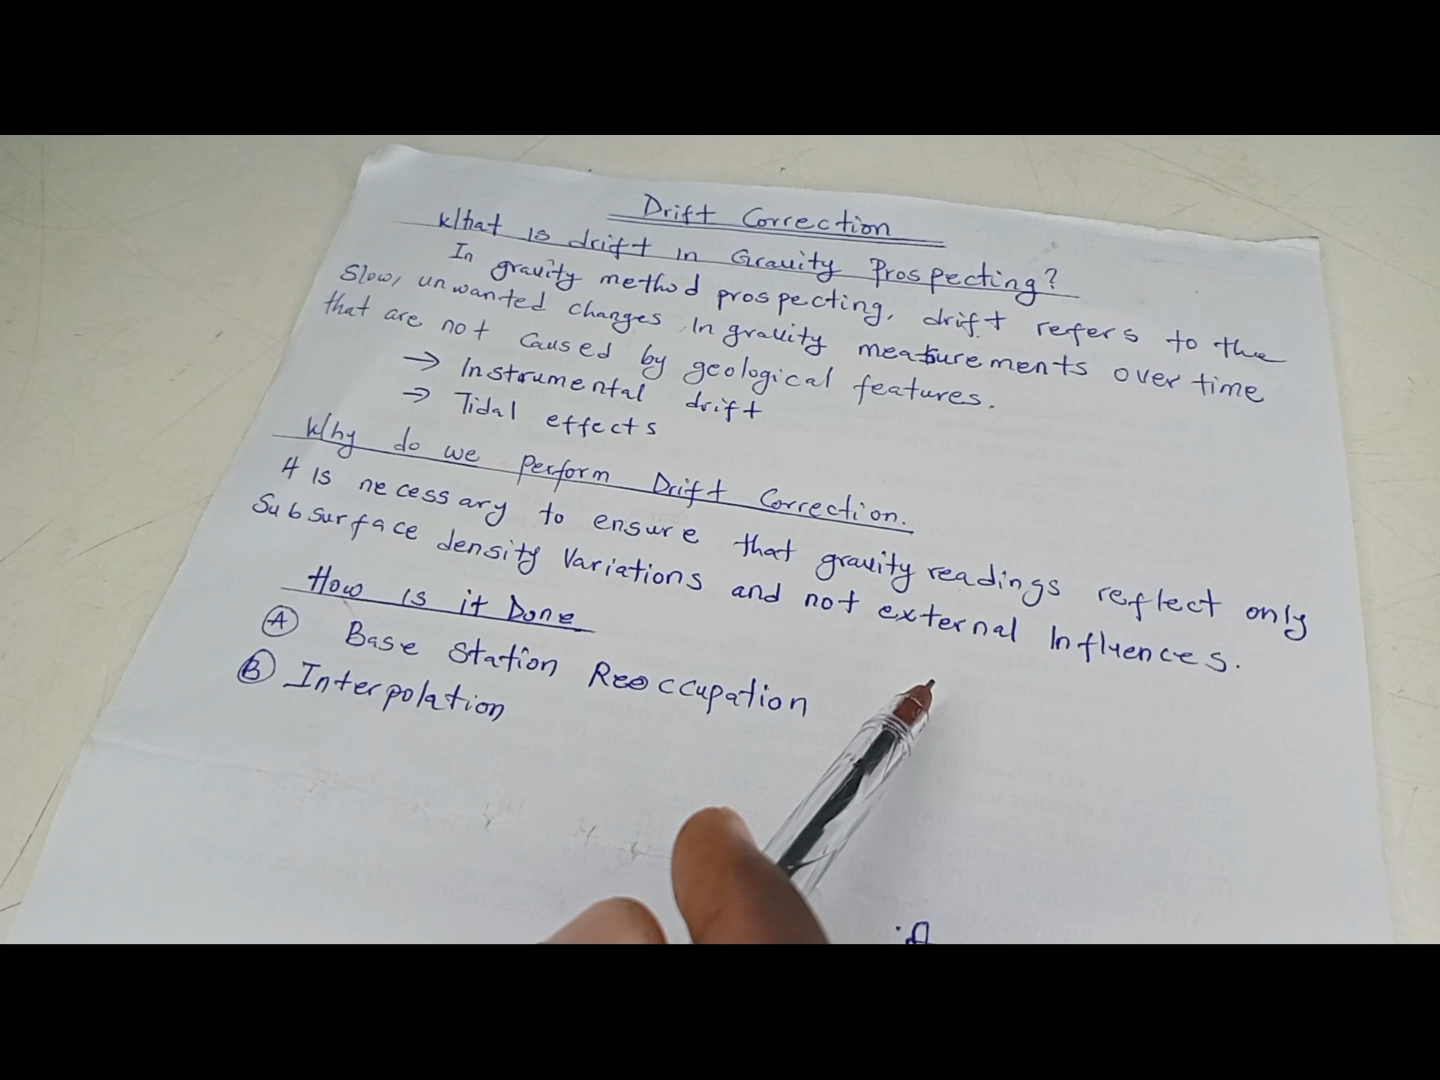 Drift Correction
What is drift in Gravity Prospecting?
In gravity method prospecting, drift refers to the
slow, unwanted changes in gravity measurements over time
that are not caused by geological features.
→ Instrumental drift
→ Tidal effects
Why do we perform Drift Correction.
It is necessary to ensure that gravity readings reflect only
Subsurface density Variations and not external Influences.
How is it Done
A Base Station Reoccupation
B Interpolation